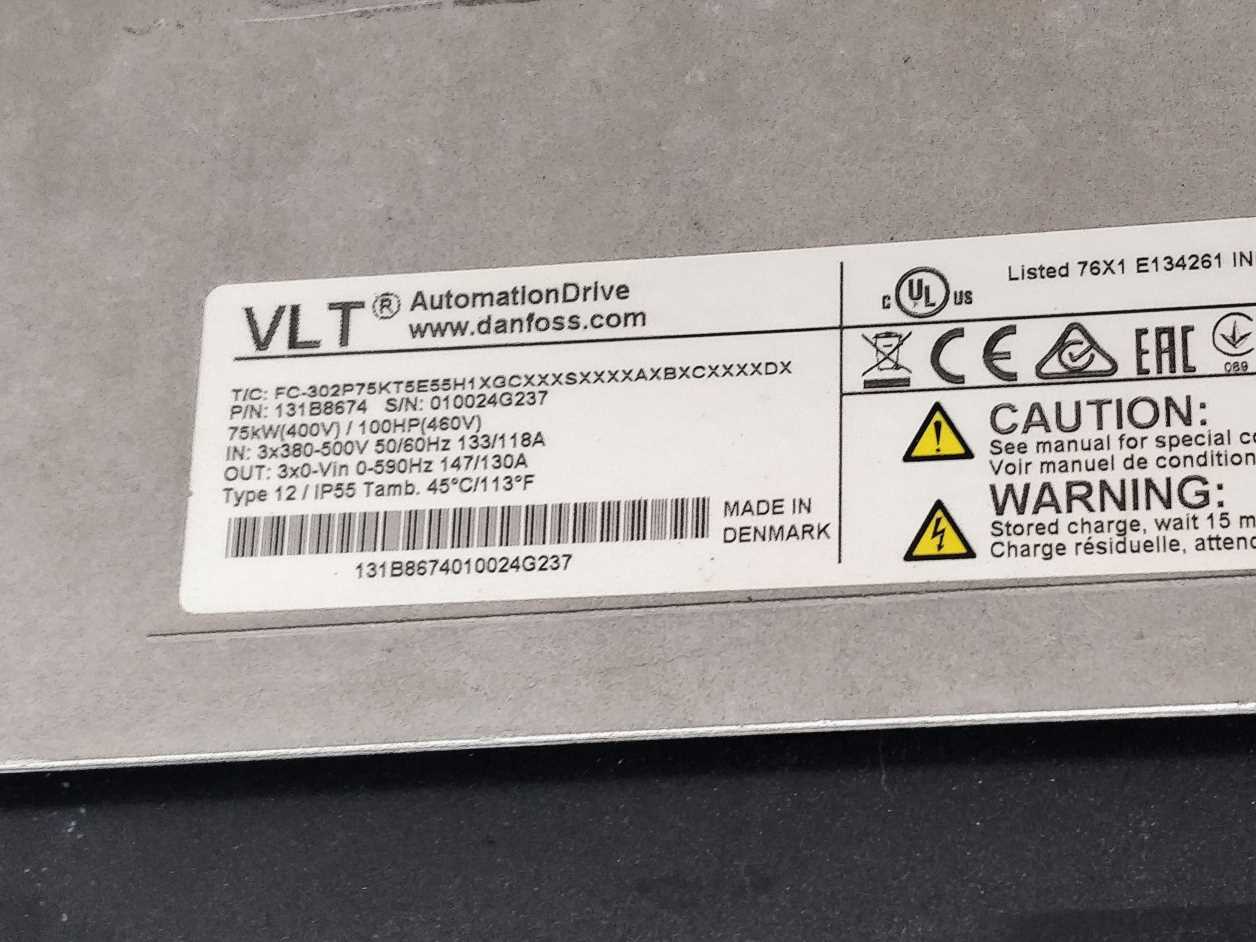 VLT® AutomationDrive
www.danfoss.com
T/C: FC-302P75KT5E55H1XGCXXXSXXXXAXBXCXXXXDX
P/N: 131B8674 S/N: 010024G237
75kW(400V) / 100HP(460V)
IN: 3x380-500V 50/60Hz 133/118A
OUT: 3x0-Vin 0-590Hz 147/130A
Type 12 / IP55 Tamb. 45°C/113°F
MADE IN
DENMARK
131B8674010024G237
C UL US
Listed 76X1 E134261
CE EAC
089
CAUTION:
See manual for special
Voir manuel de
WARNING:
Stored charge, wait 15
Charge résiduelle,